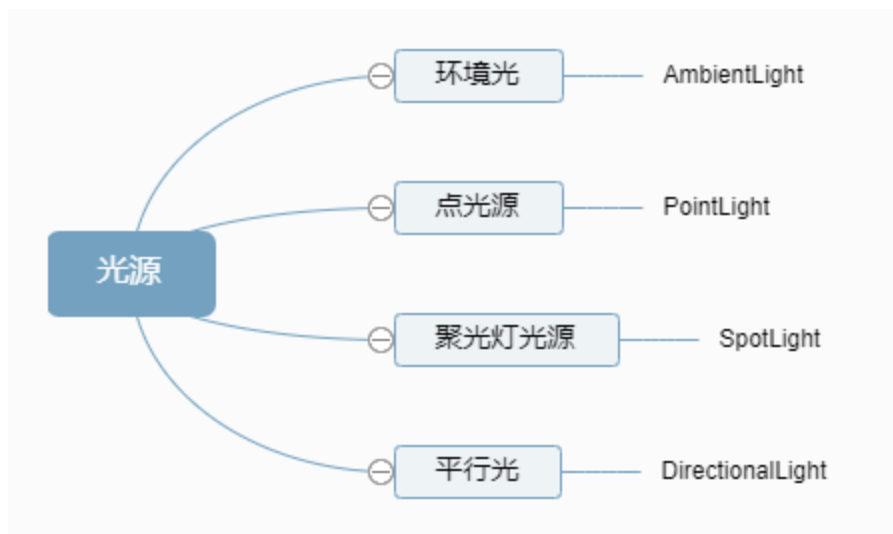 环境光
AmbientLight
点光源
PointLight
光源
聚光灯光源
SpotLight
平行光
DirectionalLight